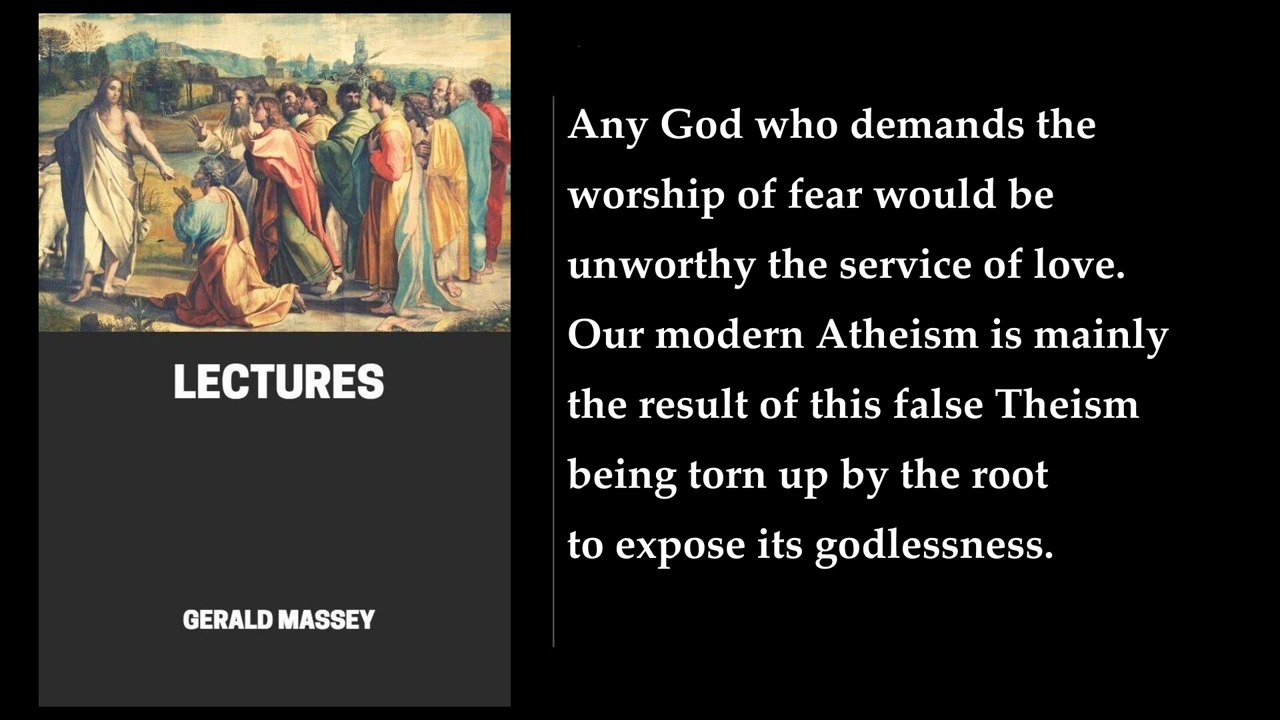 LECTURES
GERALD MASSEY
Any God who demands the
worship of fear would be
unworthy the service of love.
Our modern Atheism is mainly
the result of this false Theism
being torn up by the root
to expose its godlessness.